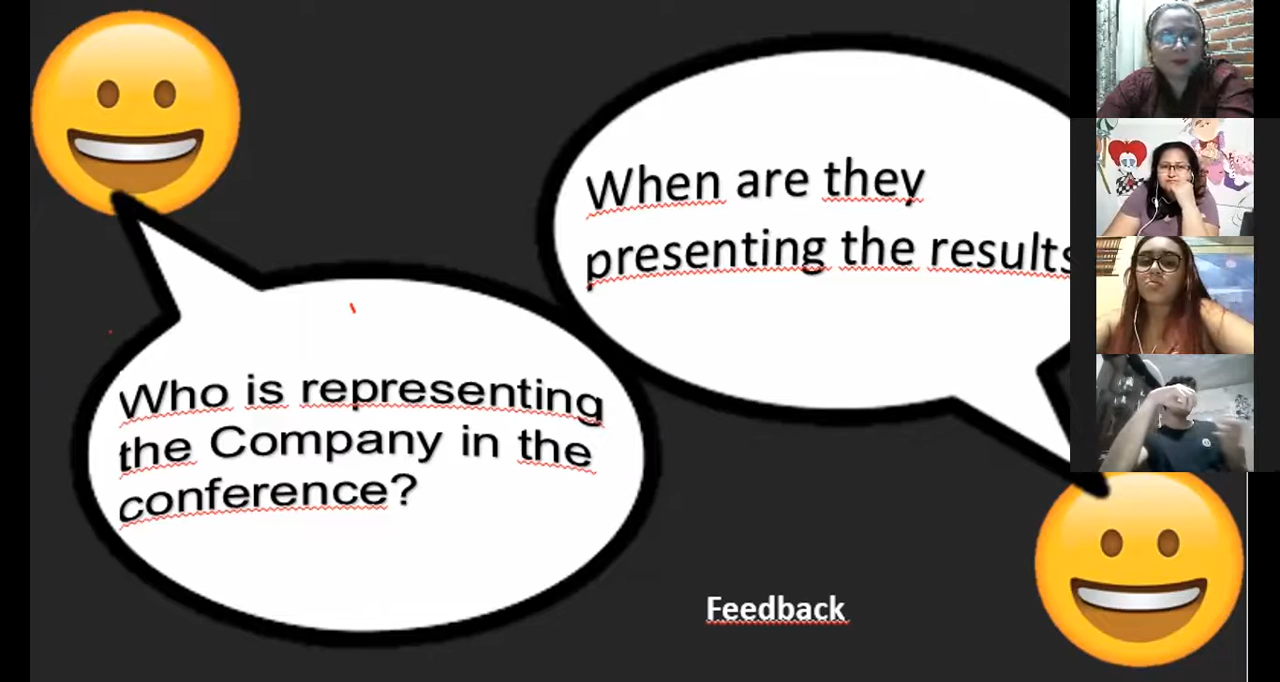 When are they
presenting the results
Who is representing
the Company in the
conference?
Feedback